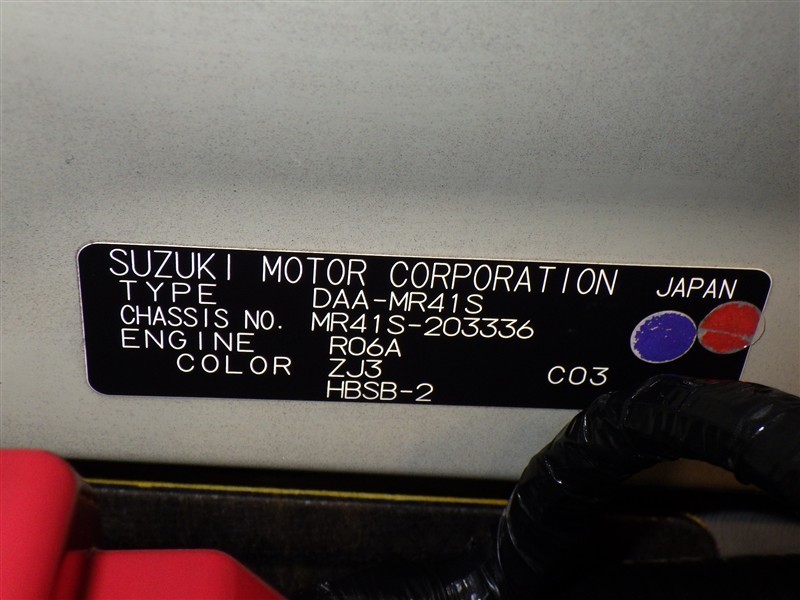 SUZUKI MOTOR CORPORATION JAPAN
TYPE DAA-MR41S
CHASSIS NO. MR41S-203336
ENGINE R06A
COLOR ZJ3 C03
HBSB-2